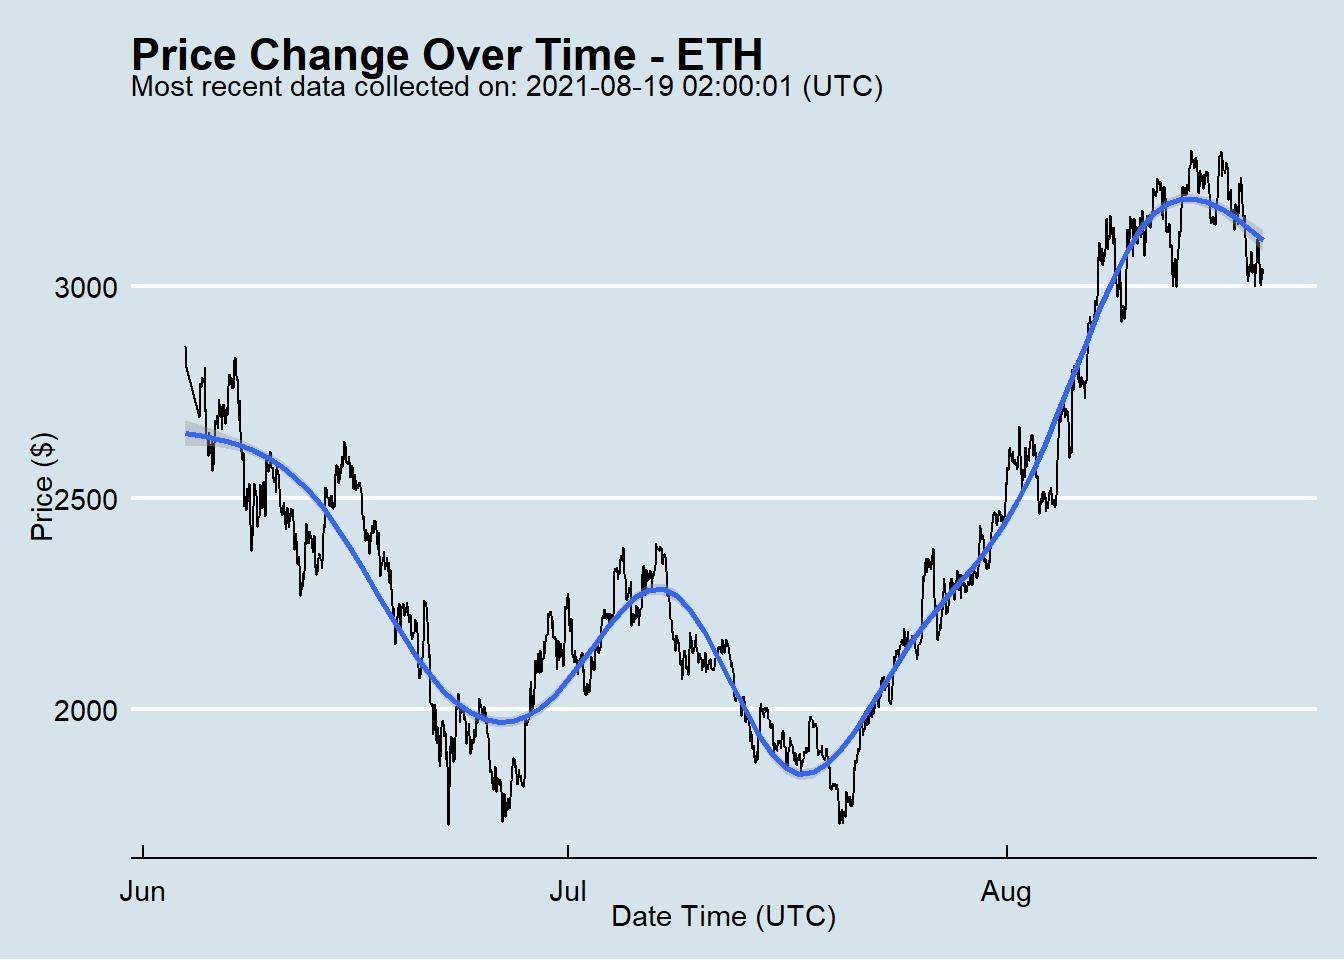 Price Change Over Time - ETH
Most recent data collected on: 2021-08-19 02:00:01 (UTC)
3000
2500
2000
Price ($)
Jun
Jul
Aug
Date Time (UTC)